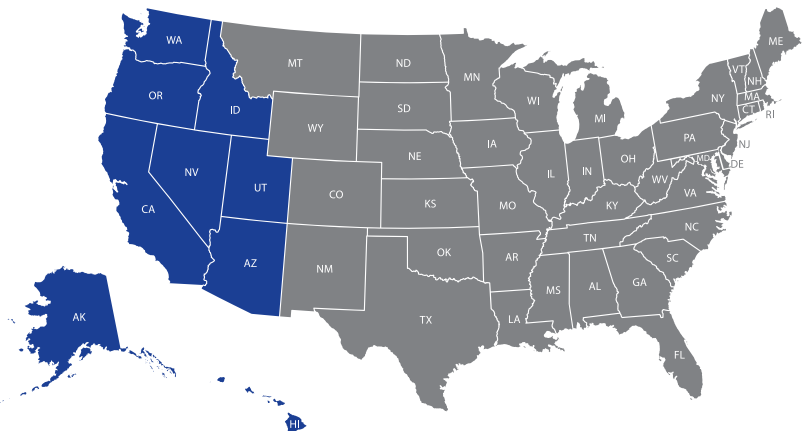 WA
OR
ID
MT
ND
SD
MN
WI
MI
WY
NV
UT
CA
AZ
CO
NM
NE
KS
OK
TX
IA
MO
AR
LA
IL
IN
OH
KY
TN
MS
AL
GA
FL
SC
NC
VA
WV
PA
NY
VT
NH
ME
MA
CT
RI
NJ
DE
MD
AK
HI